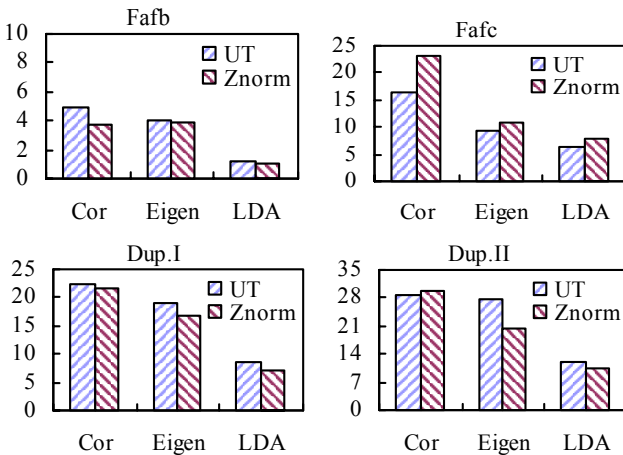 Fafb
10
8
6
4
2
0
UT
Znorm
Cor Eigen LDA
Fafc
25
20
15
10
5
0
UT
Znorm
Cor Eigen LDA
Dup.I
25
20
15
10
5
0
UT
Znorm
Cor Eigen LDA
Dup.II
35
28
21
14
7
0
UT
Znorm
Cor Eigen LDA